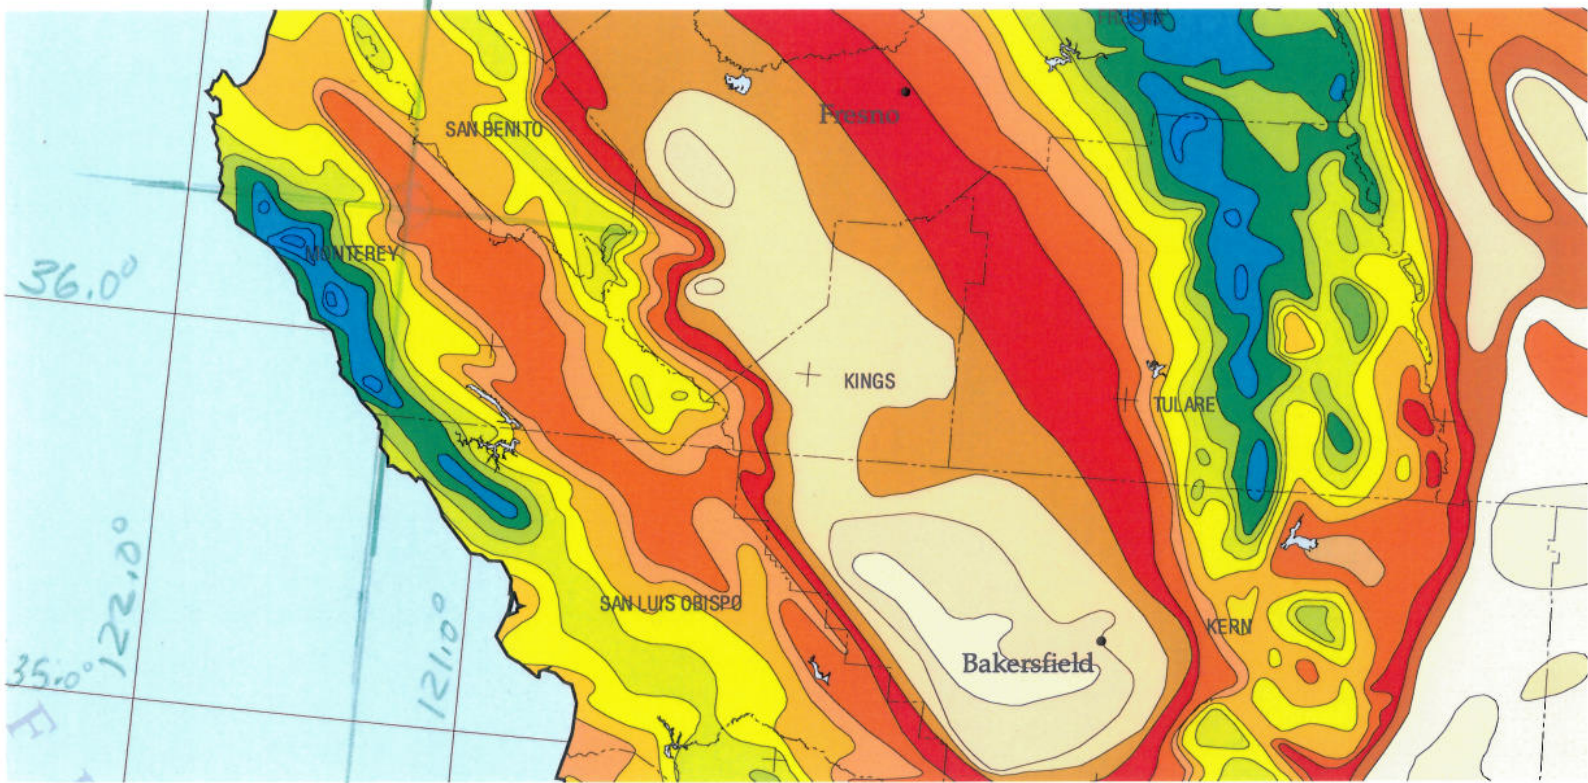 FRESNO
Fresno
SAN BENITO
MONTEREY
36.0°
KINGS
TULARE
122.0°
121.0°
SAN LUIS OBISPO
KERN
Bakersfield
35.0°
F